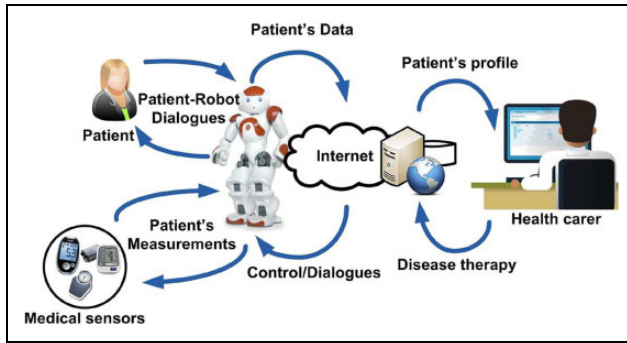 Patient's Data
Patient's profile
Patient-Robot
Dialogues
Patient
Internet
Patient's
Measurements
Health carer
Control/Dialogues
Disease therapy
Medical sensors